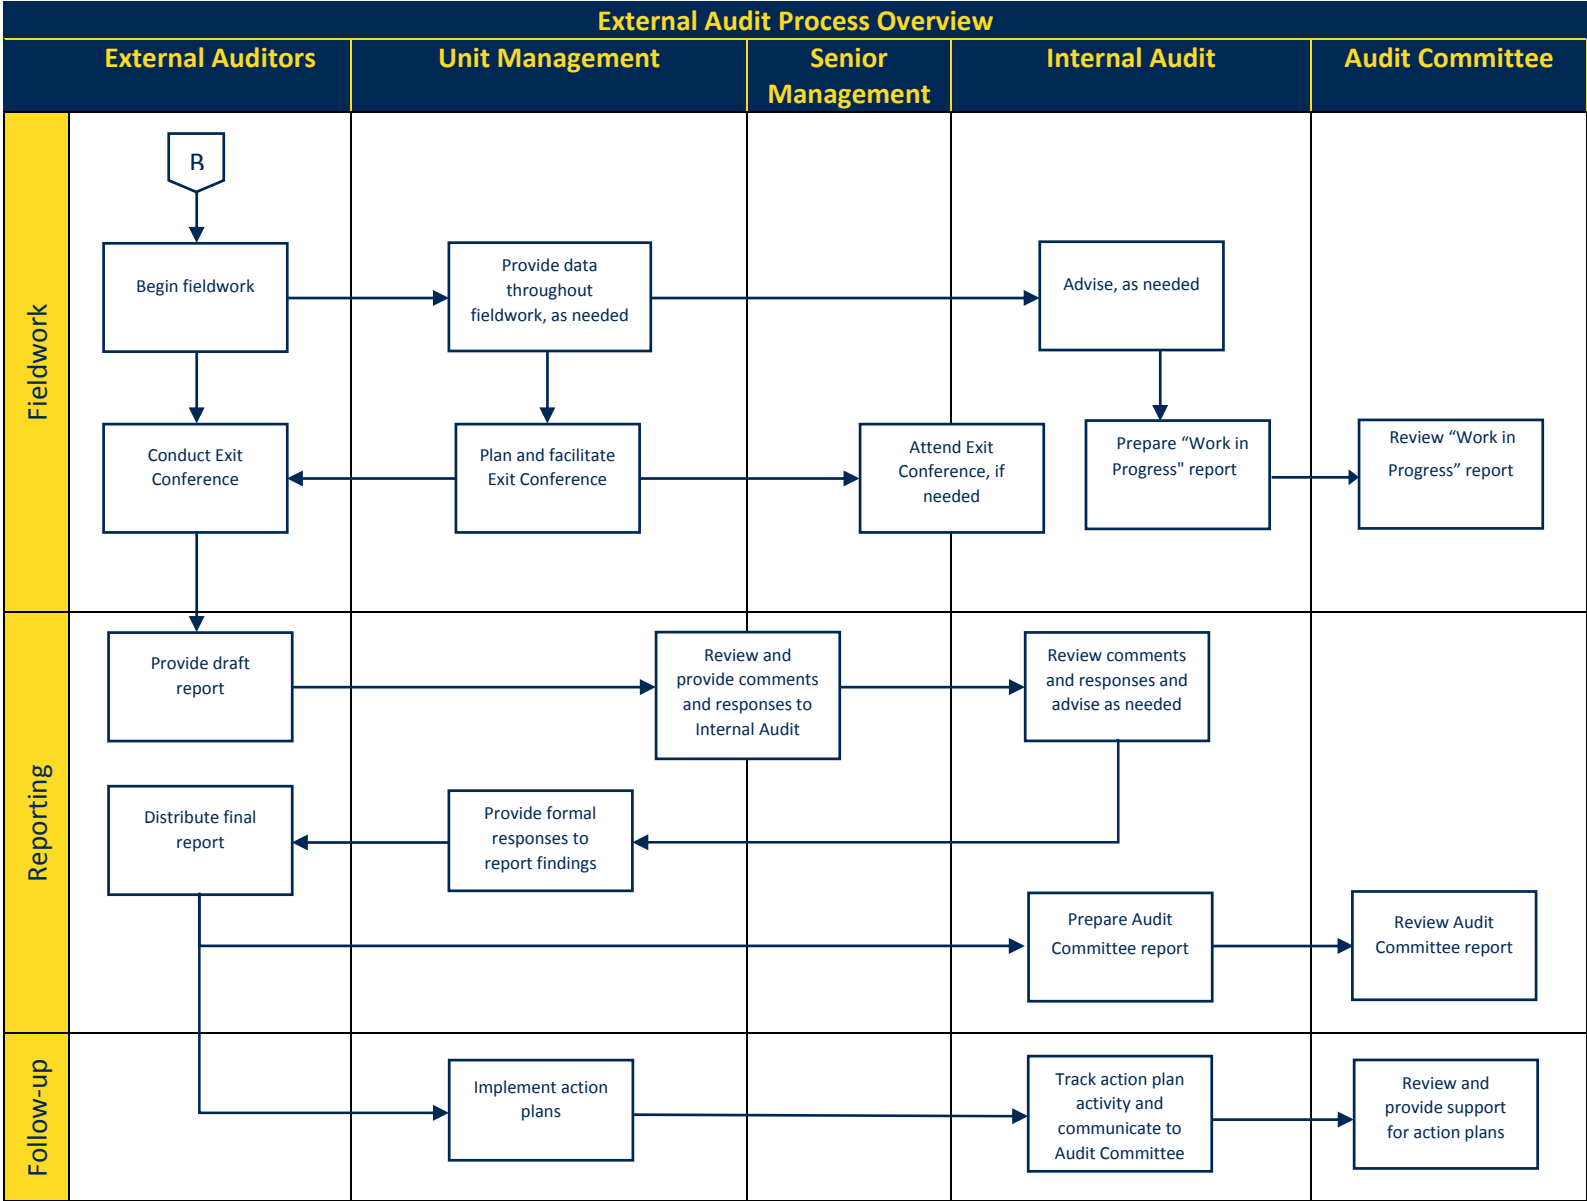 External Audit Process Overview
External Auditors
Unit Management
Senior
Management
Internal Audit
Audit Committee
Fieldwork
B
Begin fieldwork
Provide data
throughout
fieldwork, as needed
Advise, as needed
Conduct Exit
Conference
Plan and facilitate
Exit Conference
Attend Exit
Conference, if
needed
Prepare “Work in
Progress" report
Review “Work in
Progress” report
Reporting
Provide draft
report
Review and
provide comments
and responses to
Internal Audit
Review comments
and responses and
advise as needed
Distribute final
report
Provide formal
responses to
report findings
Prepare Audit
Committee report
Review Audit
Committee report
Follow-up
Implement action
plans
Track action plan
activity and
communicate to
Audit Committee
Review and
provide support
for action plans